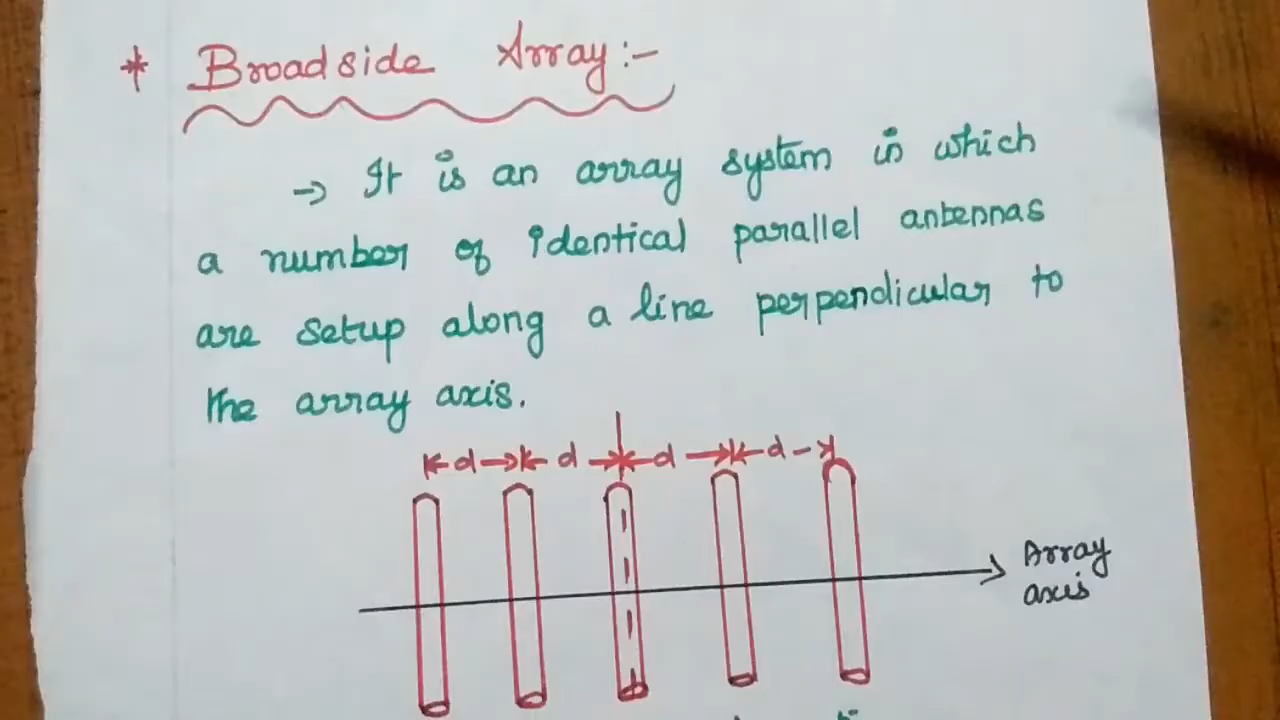 * Broadside Array:-
→ It is an array system in which
a number of identical parallel antennas
are setup along a line perpendicular to
the array axis.
d d d d
Array
axis